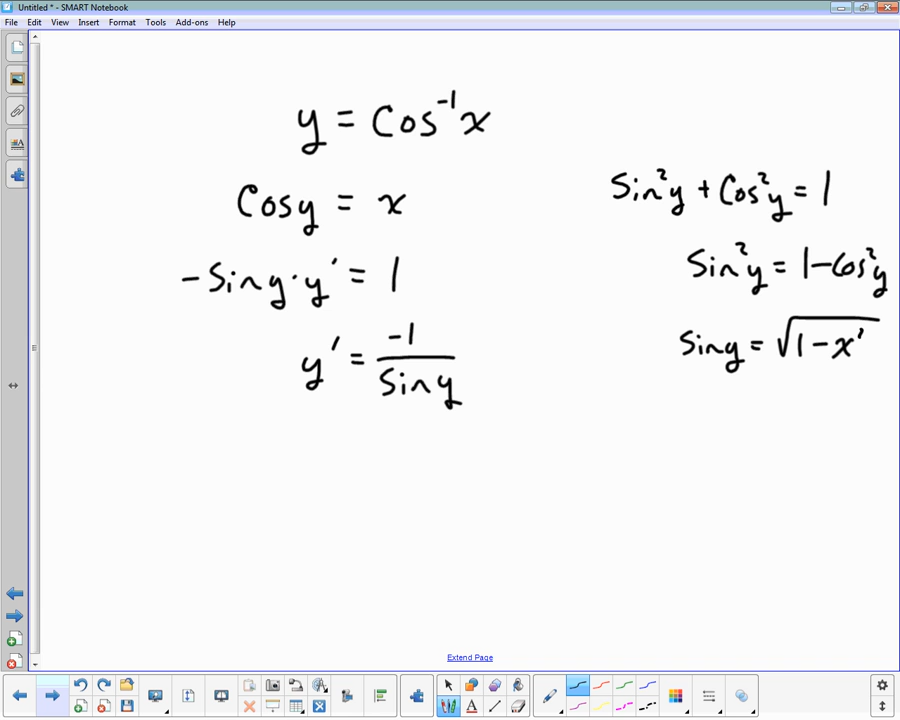 Untitled * - SMART Notebook
File Edit View Insert Format Tools Add-ons Help
y = Cos⁻¹x
Cosy = x
-Siny·y′ = 1
y′ = -1/Siny
Sin²y + Cos²y = 1
Sin²y = 1-Cos²y
Siny = √1-x′
Extend Page